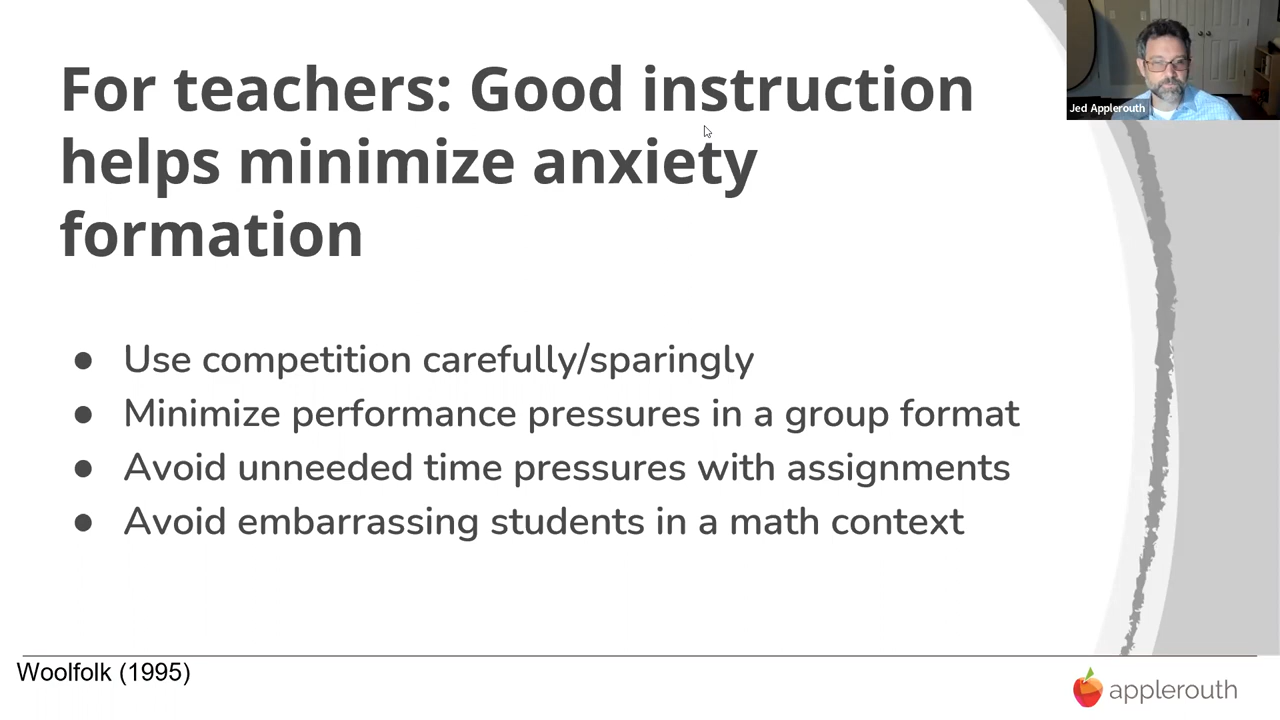 For teachers: Good instruction
helps minimize anxiety
formation
Jed Applerouth
● Use competition carefully/sparingly
● Minimize performance pressures in a group format
● Avoid unneeded time pressures with assignments
● Avoid embarrassing students in a math context
Woolfolk (1995)
applerouth